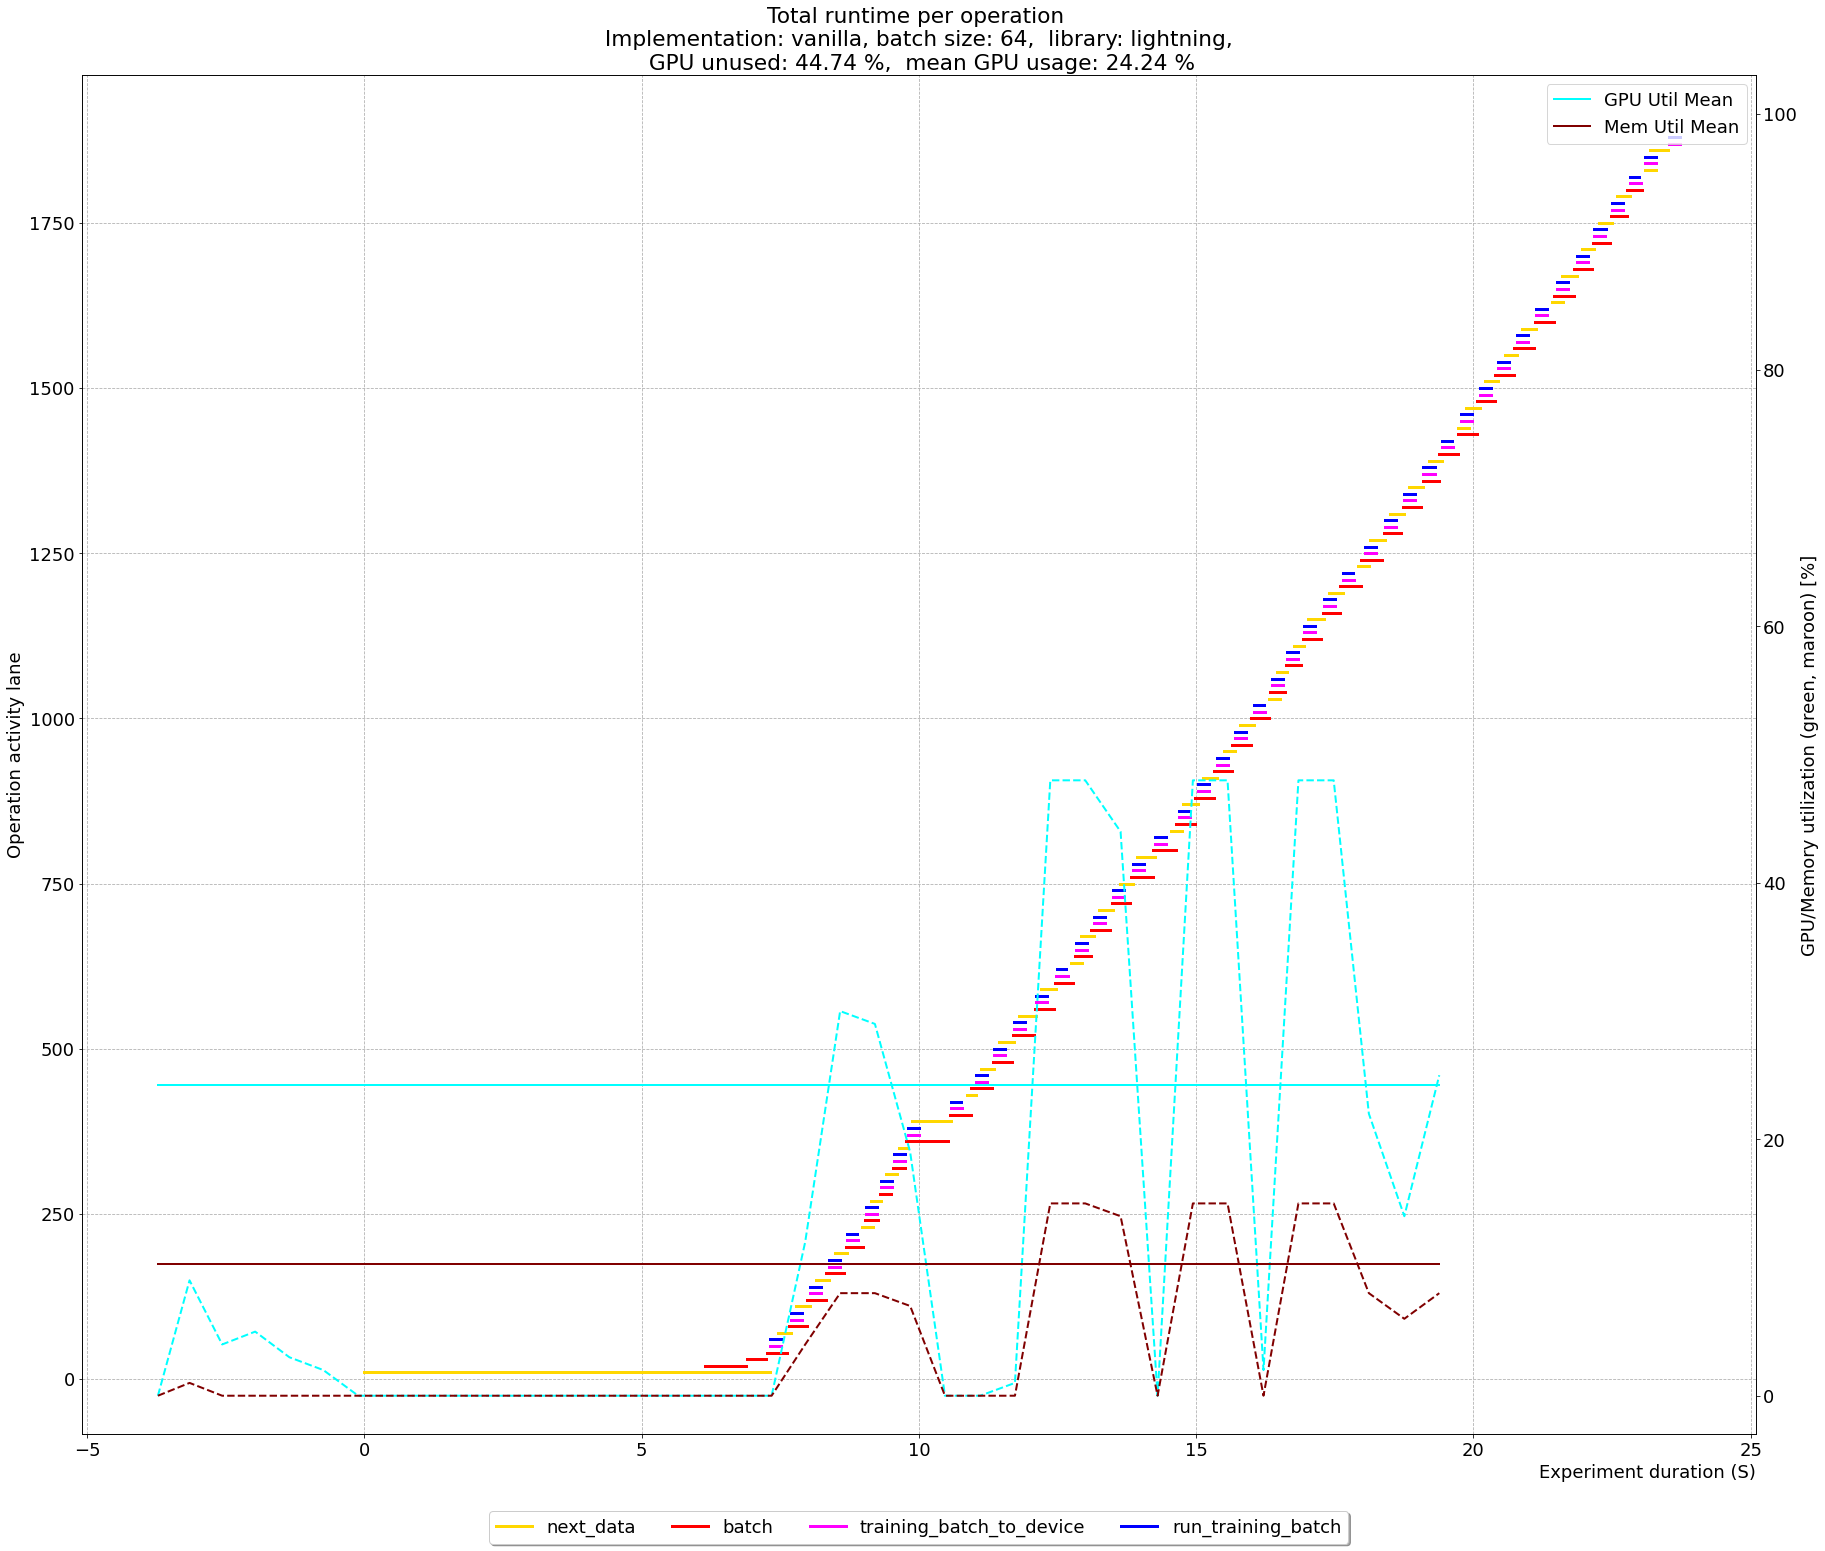 Total runtime per operation
Implementation: vanilla, batch size: 64,  library: lightning,
GPU unused: 44.74 %,  mean GPU usage: 24.24 %
GPU Util Mean
Mem Util Mean
Operation activity lane
1750
1500
1250
1000
750
500
250
0
100
80
60
40
20
0
GPU/Memory utilization (green, maroon) [%]
−5 0 5 10 15 20 25
Experiment duration (S)
next_data batch training_batch_to_device run_training_batch